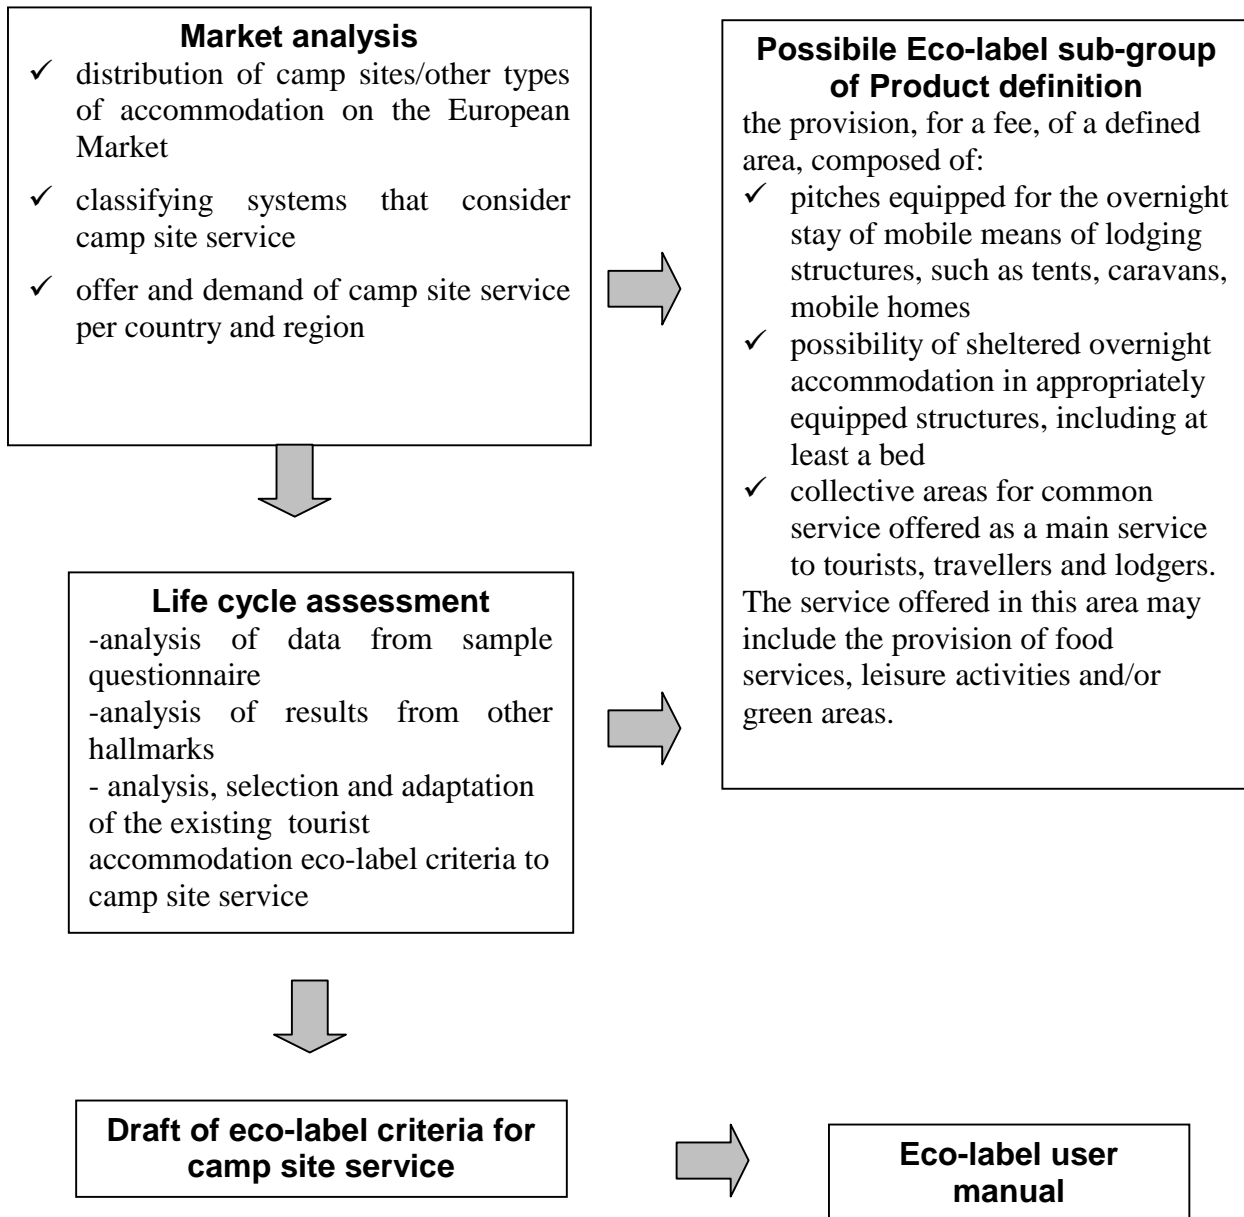 Market analysis
✓ distribution of camp sites/other types
of accommodation on the European
Market
✓ classifying systems that consider
camp site service
✓ offer and demand of camp site service
per country and region
Possibile Eco-label sub-group
of Product definition
the provision, for a fee, of a defined
area, composed of:
✓ pitches equipped for the overnight
stay of mobile means of lodging
structures, such as tents, caravans,
mobile homes
✓ possibility of sheltered overnight
accommodation in appropriately
equipped structures, including at
least a bed
✓ collective areas for common
service offered as a main service
to tourists, travellers and lodgers.
The service offered in this area may
include the provision of food
services, leisure activities and/or
green areas.
Life cycle assessment
-analysis of data from sample
questionnaire
-analysis of results from other
hallmarks
- analysis, selection and adaptation
of the existing tourist
accommodation eco-label criteria to
camp site service
Draft of eco-label criteria for
camp site service
Eco-label user
manual